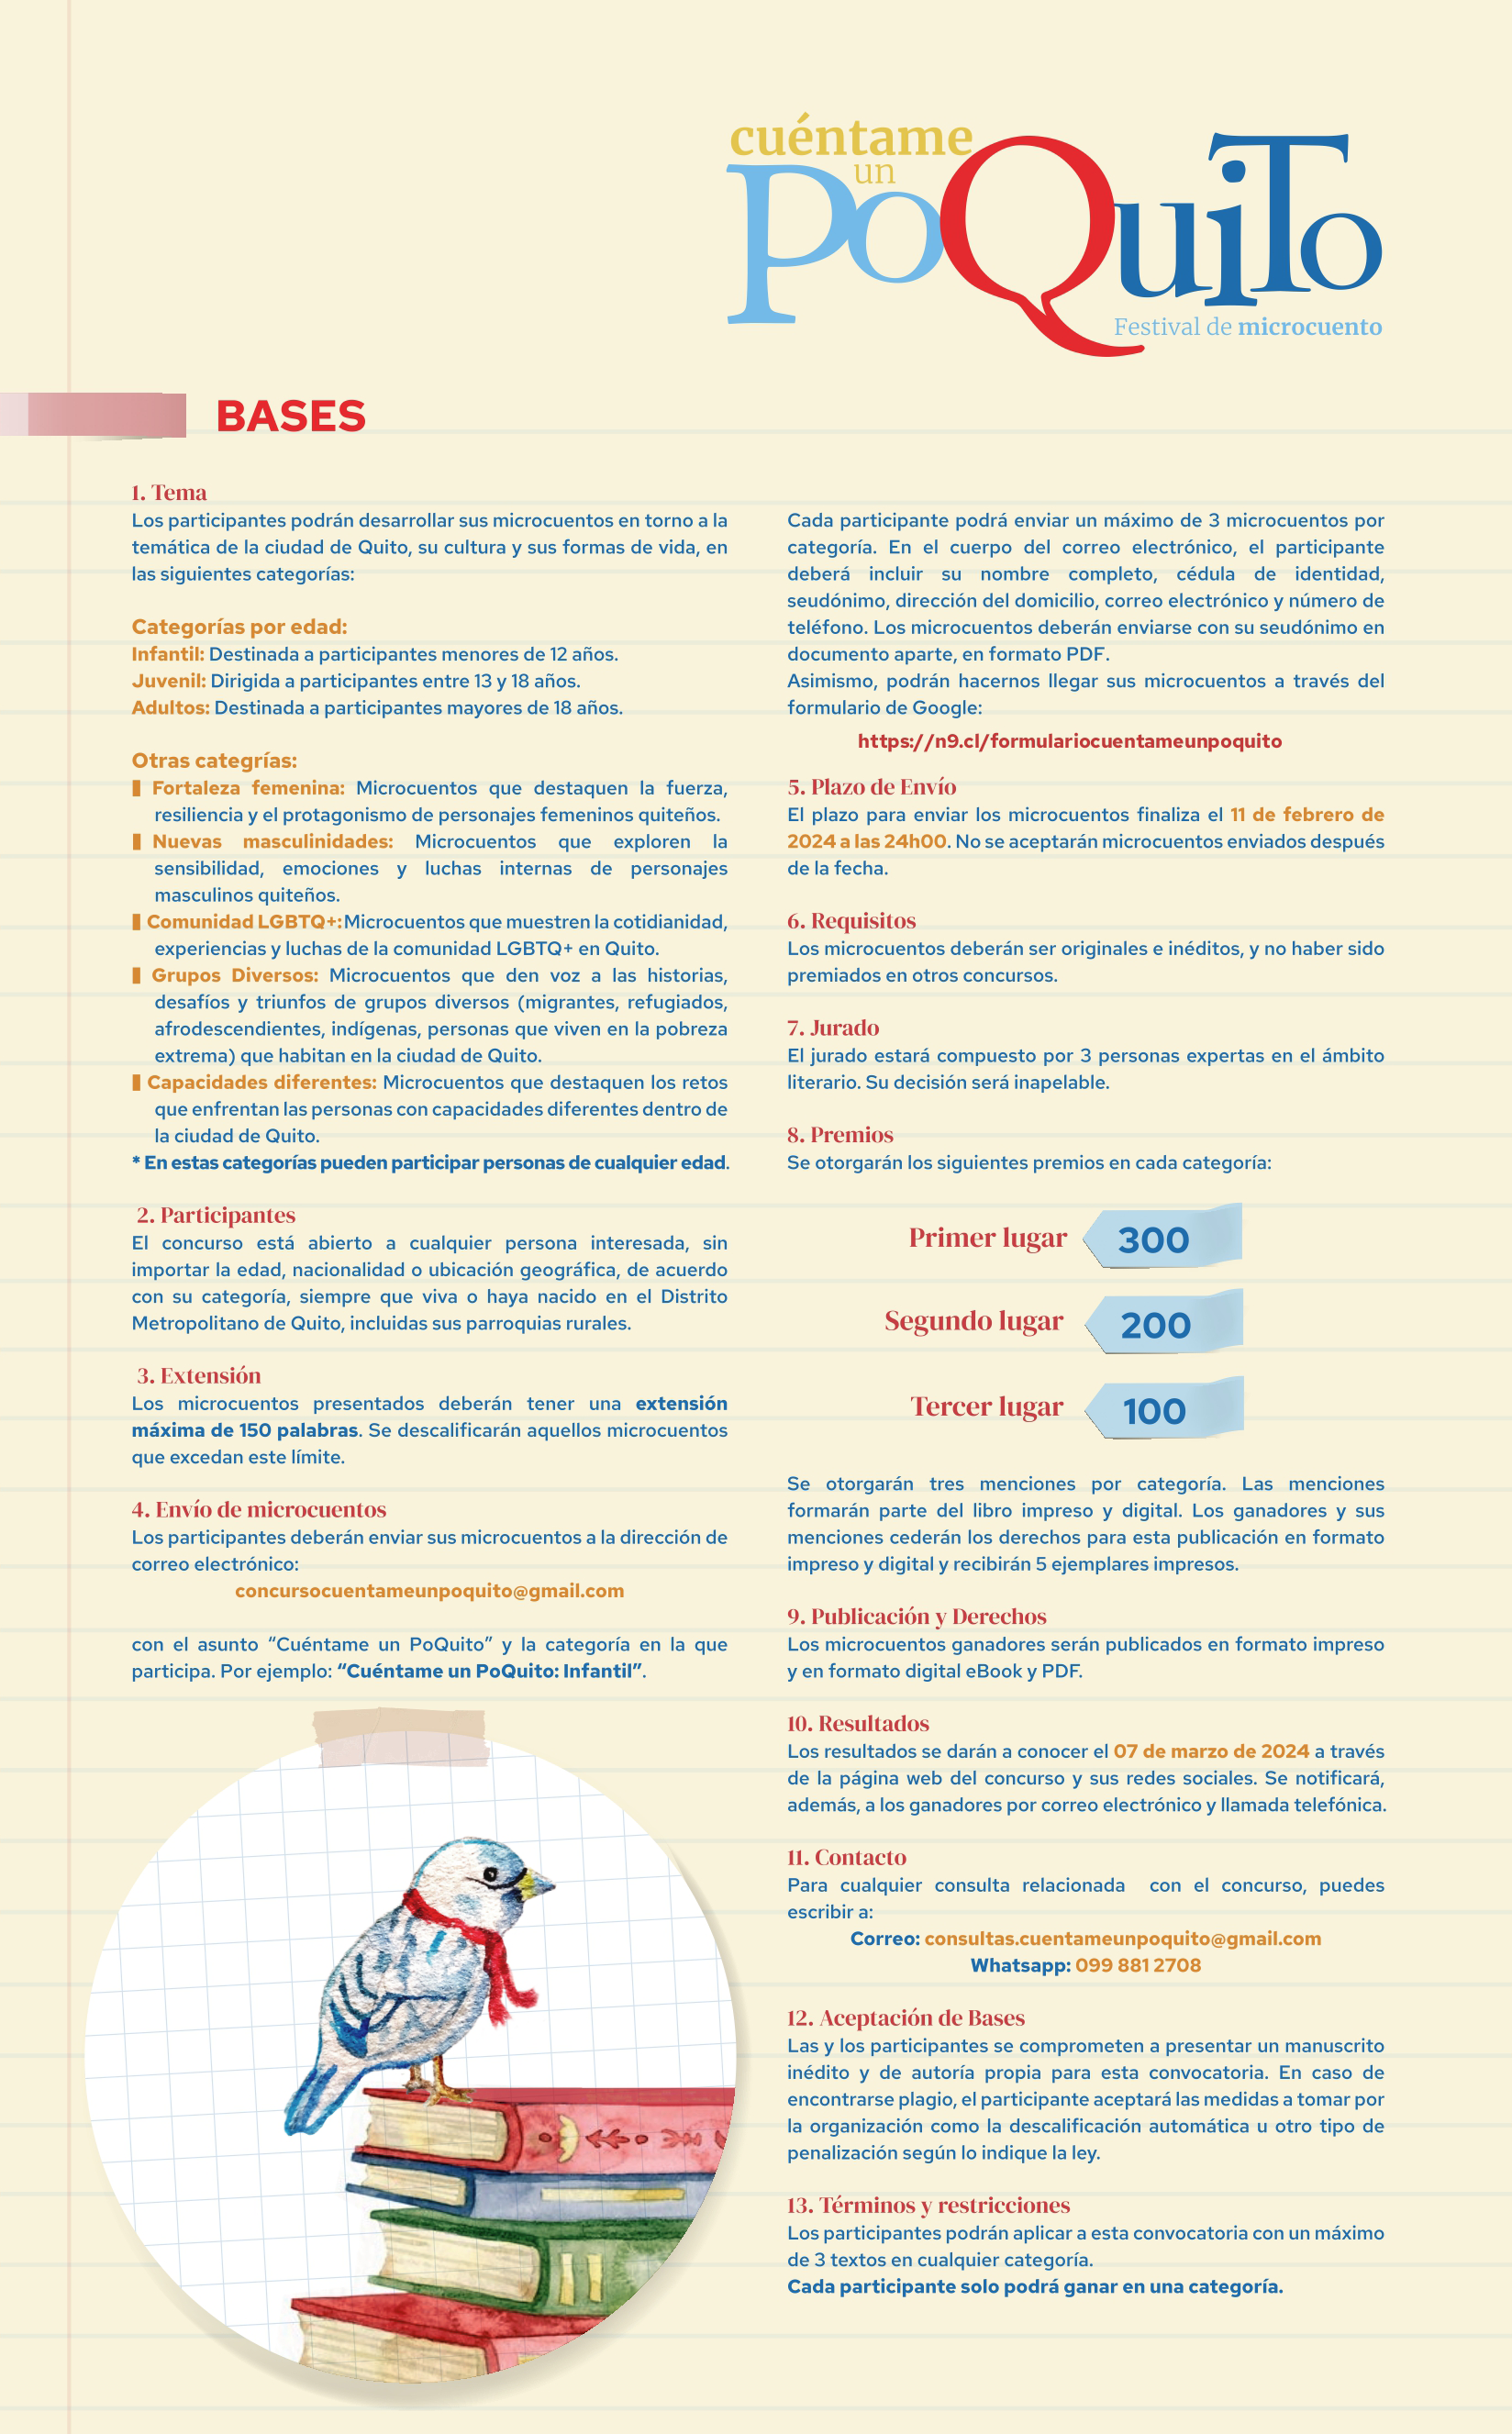 cuéntame
un
PoQuiTo
Festival de microcuento
BASES
1. Tema
Los participantes podrán desarrollar sus microcuentos en torno a la
temática de la ciudad de Quito, su cultura y sus formas de vida, en
las siguientes categorías:
Categorías por edad:
Infantil: Destinada a participantes menores de 12 años.
Juvenil: Dirigida a participantes entre 13 y 18 años.
Adultos: Destinada a participantes mayores de 18 años.
Otras categrías:
Fortaleza femenina: Microcuentos que destaquen la fuerza,
resiliencia y el protagonismo de personajes femeninos quiteños.
Nuevas masculinidades: Microcuentos que exploren la
sensibilidad, emociones y luchas internas de personajes
masculinos quiteños.
Comunidad LGBTQ+:Microcuentos que muestren la cotidianidad,
experiencias y luchas de la comunidad LGBTQ+ en Quito.
Grupos Diversos: Microcuentos que den voz a las historias,
desafíos y triunfos de grupos diversos (migrantes, refugiados,
afrodescendientes, indígenas, personas que viven en la pobreza
extrema) que habitan en la ciudad de Quito.
Capacidades diferentes: Microcuentos que destaquen los retos
que enfrentan las personas con capacidades diferentes dentro de
la ciudad de Quito.
* En estas categorías pueden participar personas de cualquier edad.
2. Participantes
El concurso está abierto a cualquier persona interesada, sin
importar la edad, nacionalidad o ubicación geográfica, de acuerdo
con su categoría, siempre que viva o haya nacido en el Distrito
Metropolitano de Quito, incluidas sus parroquias rurales.
3. Extensión
Los microcuentos presentados deberán tener una extensión
máxima de 150 palabras. Se descalificarán aquellos microcuentos
que excedan este límite.
4. Envío de microcuentos
Los participantes deberán enviar sus microcuentos a la dirección de
correo electrónico:
concursocuentameunpoquito@gmail.com
con el asunto “Cuéntame un PoQuito” y la categoría en la que
participa. Por ejemplo: “Cuéntame un PoQuito: Infantil”.
Cada participante podrá enviar un máximo de 3 microcuentos por
categoría. En el cuerpo del correo electrónico, el participante
deberá incluir su nombre completo, cédula de identidad,
seudónimo, dirección del domicilio, correo electrónico y número de
teléfono. Los microcuentos deberán enviarse con su seudónimo en
documento aparte, en formato PDF.
Asimismo, podrán hacernos llegar sus microcuentos a través del
formulario de Google:
https://n9.cl/formulariocuentameunpoquito
5. Plazo de Envío
El plazo para enviar los microcuentos finaliza el 11 de febrero de
2024 a las 24h00. No se aceptarán microcuentos enviados después
de la fecha.
6. Requisitos
Los microcuentos deberán ser originales e inéditos, y no haber sido
premiados en otros concursos.
7. Jurado
El jurado estará compuesto por 3 personas expertas en el ámbito
literario. Su decisión será inapelable.
8. Premios
Se otorgarán los siguientes premios en cada categoría:
Primer lugar 300
Segundo lugar 200
Tercer lugar 100
Se otorgarán tres menciones por categoría. Las menciones
formarán parte del libro impreso y digital. Los ganadores y sus
menciones cederán los derechos para esta publicación en formato
impreso y digital y recibirán 5 ejemplares impresos.
9. Publicación y Derechos
Los microcuentos ganadores serán publicados en formato impreso
y en formato digital eBook y PDF.
10. Resultados
Los resultados se darán a conocer el 07 de marzo de 2024 a través
de la página web del concurso y sus redes sociales. Se notificará,
además, a los ganadores por correo electrónico y llamada telefónica.
11. Contacto
Para cualquier consulta relacionada con el concurso, puedes
escribir a:
Correo: consultas.cuentameunpoquito@gmail.com
Whatsapp: 099 881 2708
12. Aceptación de Bases
Las y los participantes se comprometen a presentar un manuscrito
inédito y de autoría propia para esta convocatoria. En caso de
encontrarse plagio, el participante aceptará las medidas a tomar por
la organización como la descalificación automática u otro tipo de
penalización según lo indique la ley.
13. Términos y restricciones
Los participantes podrán aplicar a esta convocatoria con un máximo
de 3 textos en cualquier categoría.
Cada participante solo podrá ganar en una categoría.